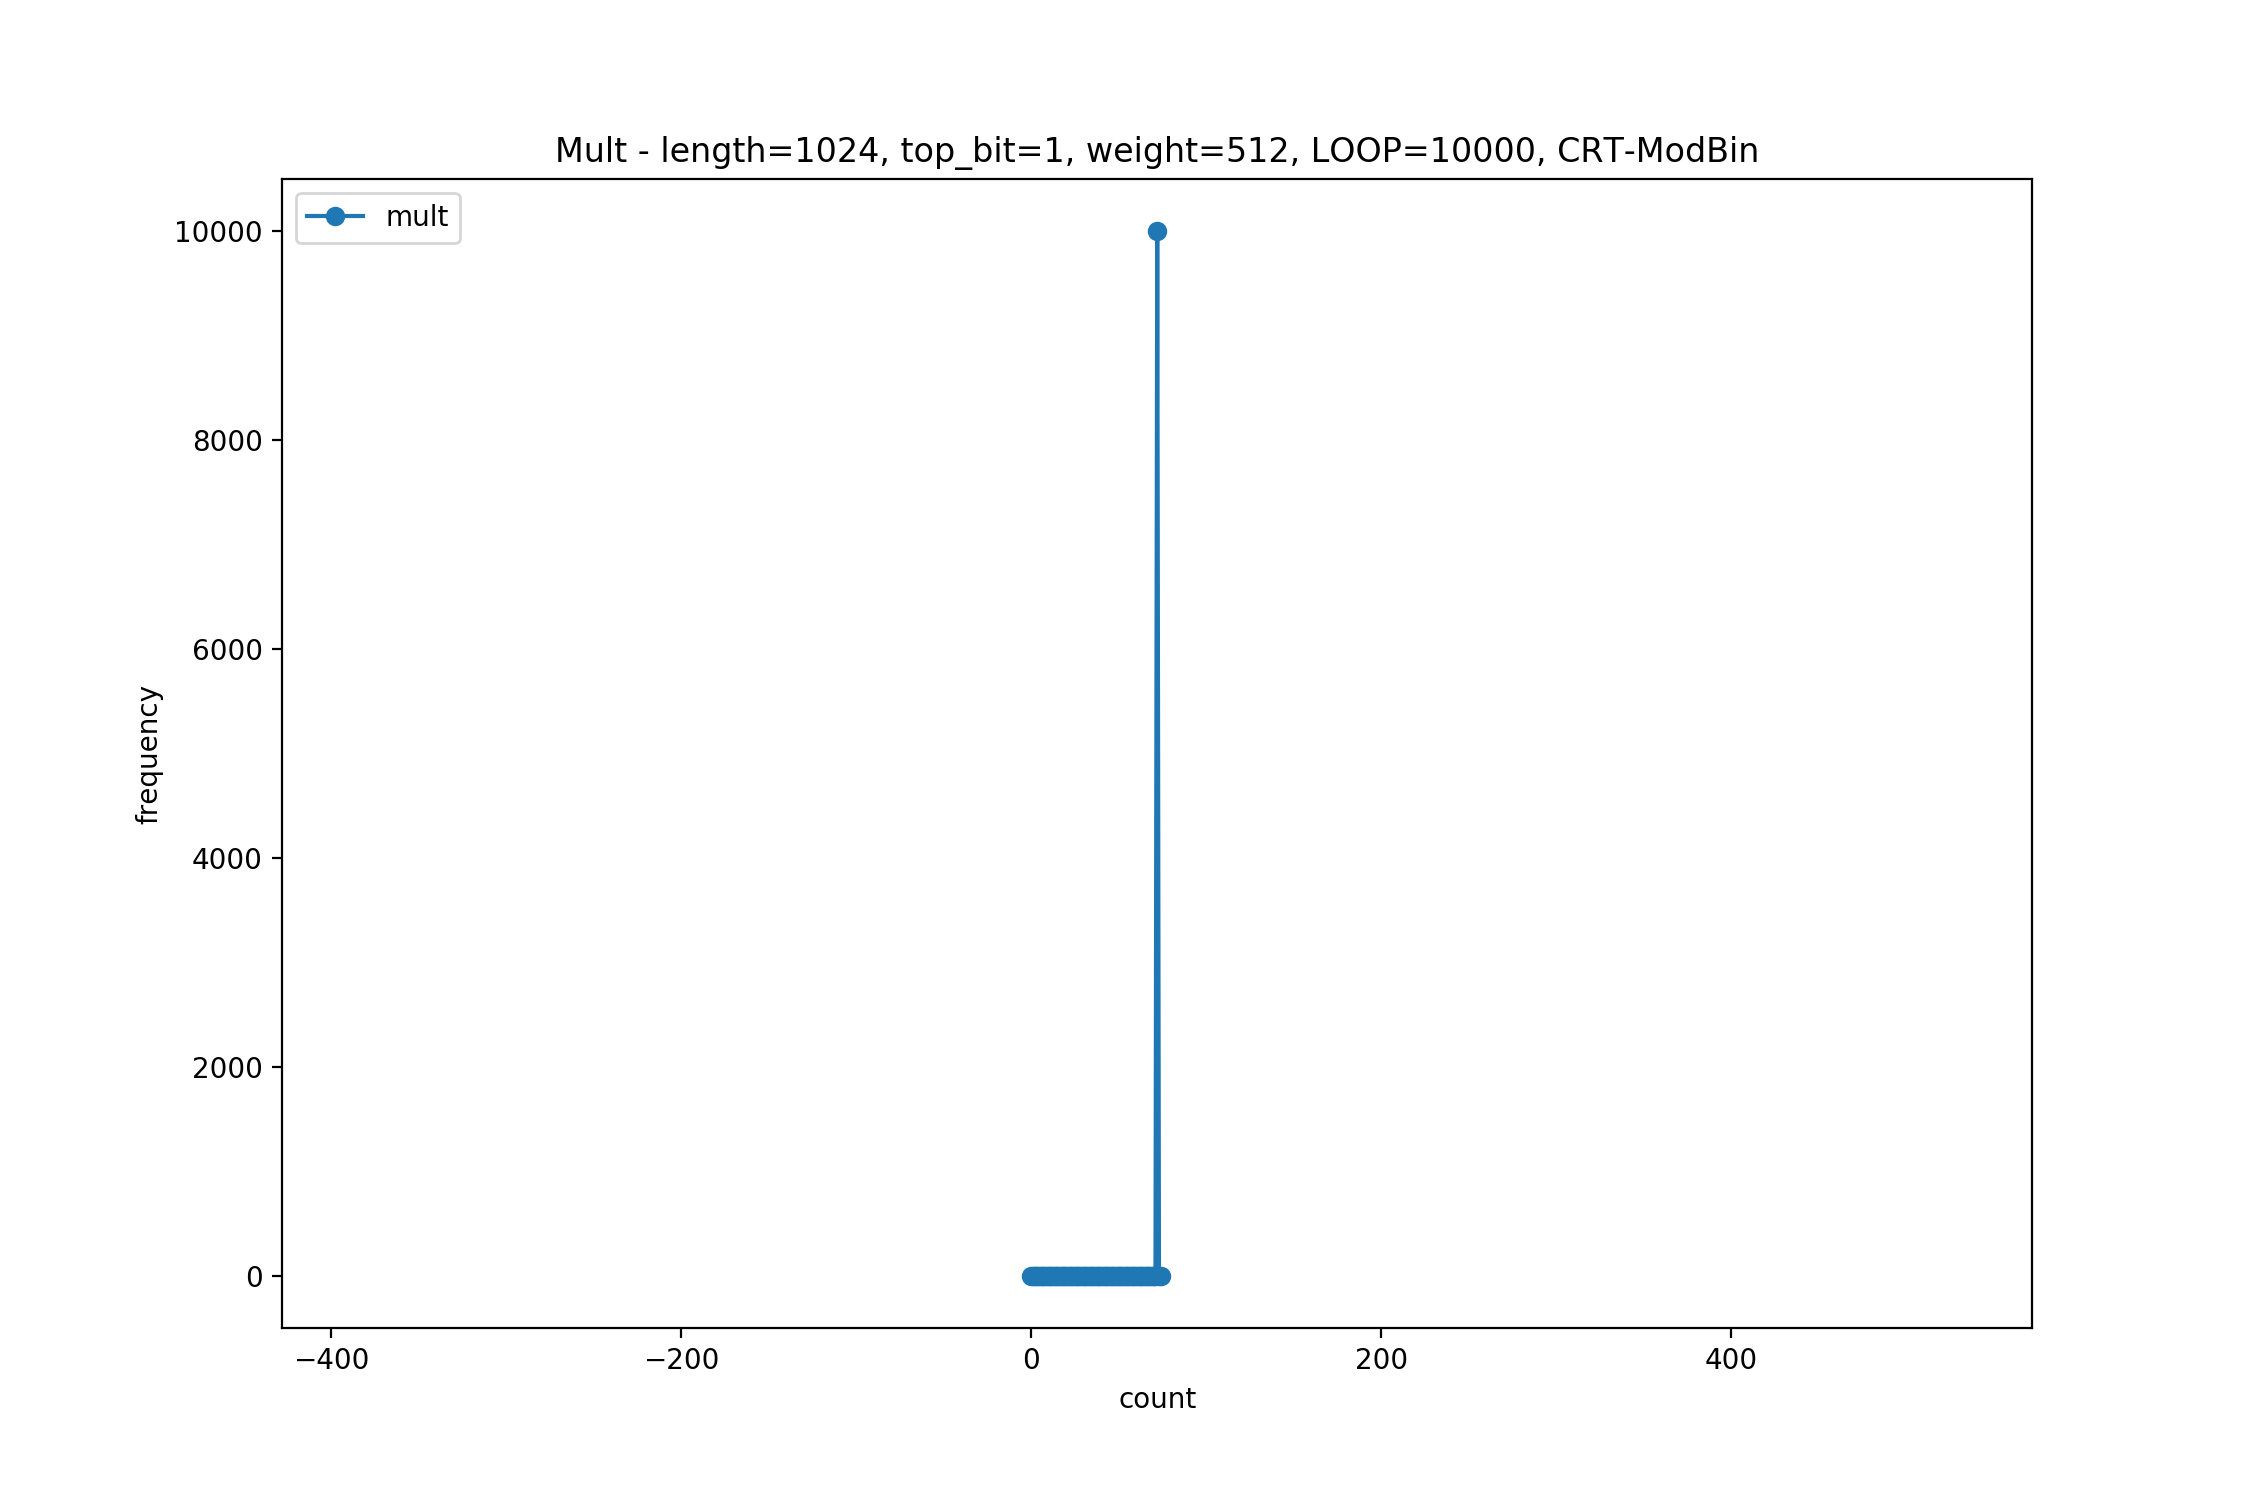 Mult - length=1024, top_bit=1, weight=512, LOOP=10000, CRT-ModBin
mult
10000
8000
6000
4000
2000
0
frequency
−400
−200
0
200
400
count